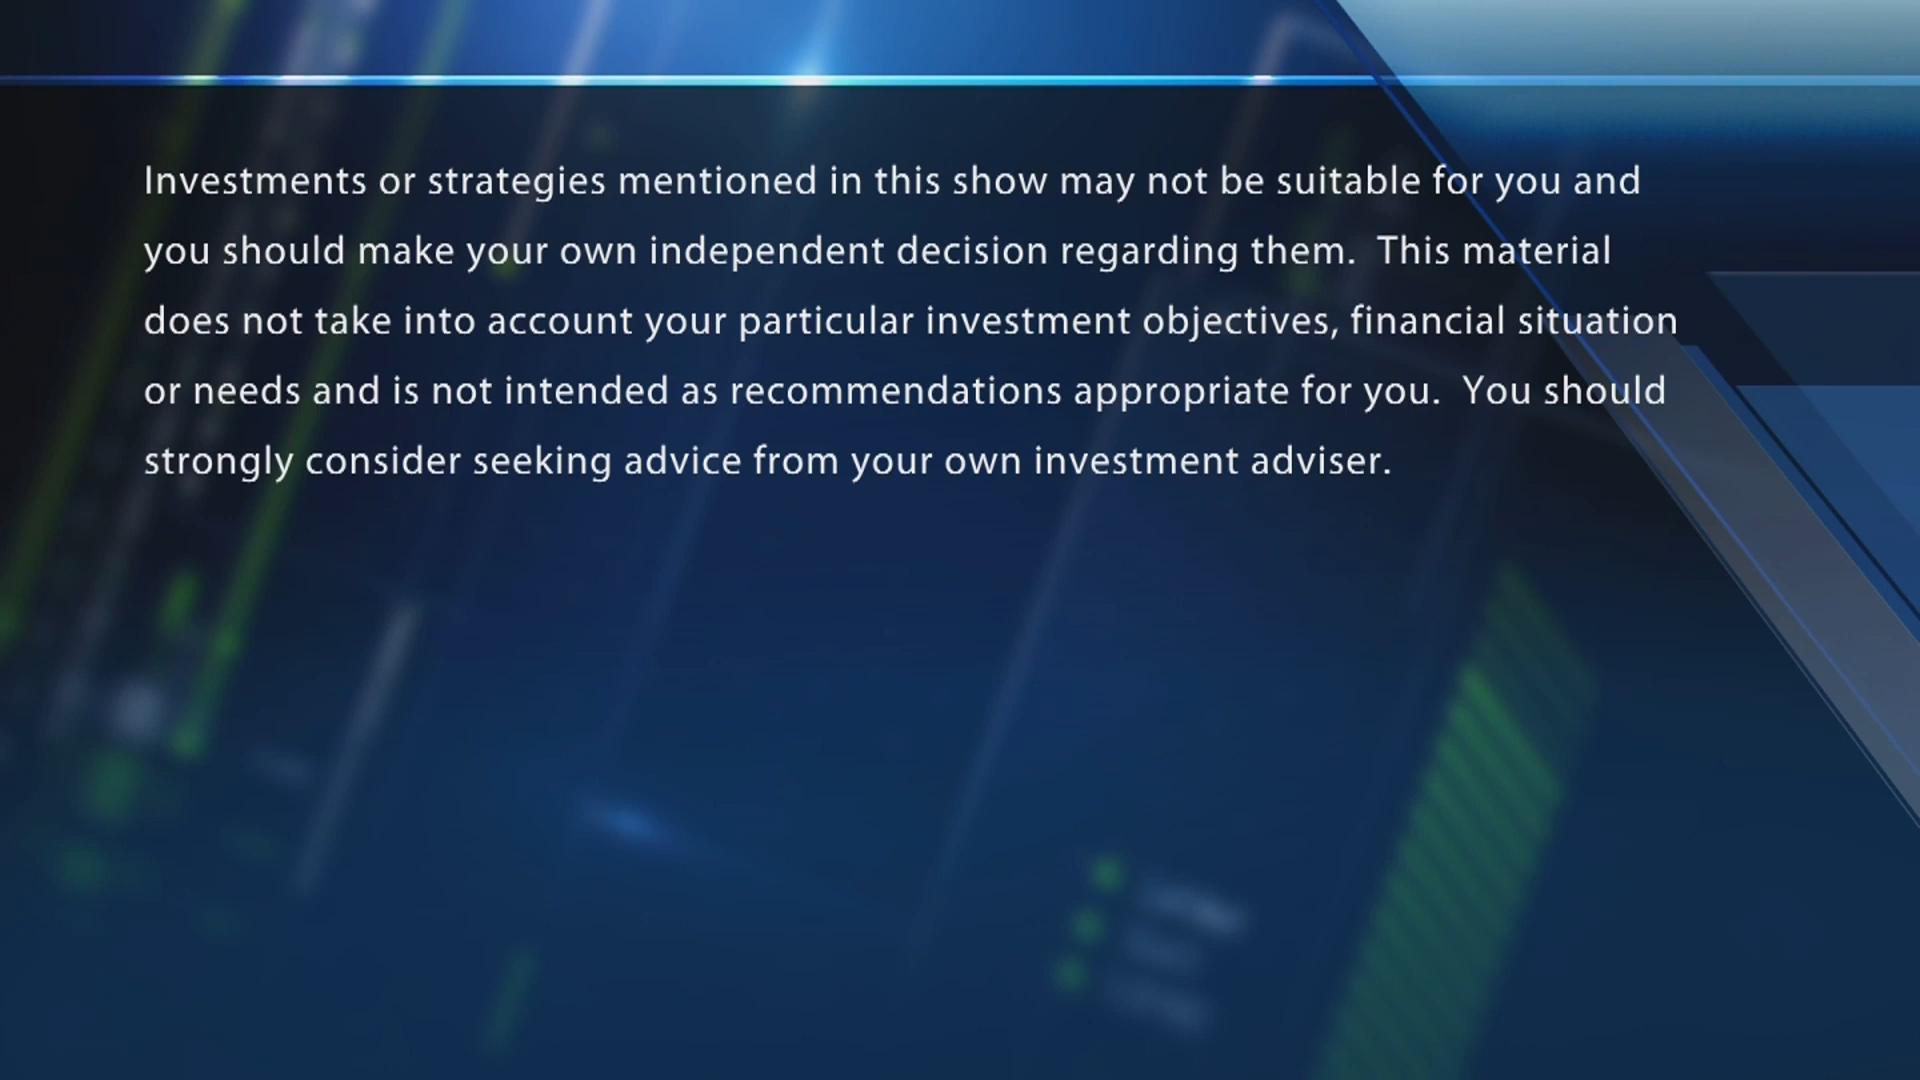 Investments or strategies mentioned in this show may not be suitable for you and
you should make your own independent decision regarding them.  This material
does not take into account your particular investment objectives, financial situation
or needs and is not intended as recommendations appropriate for you.  You should
strongly consider seeking advice from your own investment adviser.